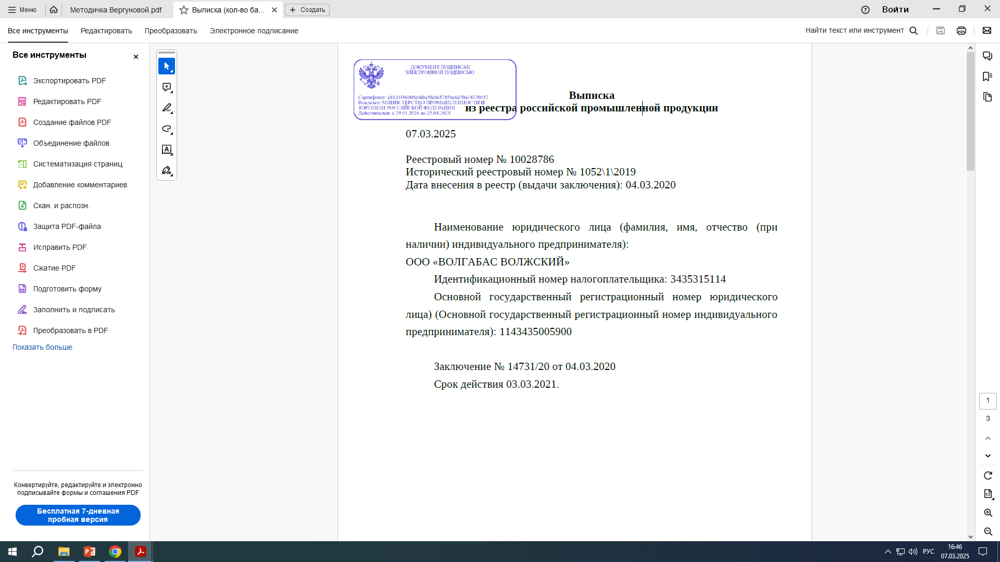 Меню
Методичка Вергуновой.pdf
Выписка (кол-во ба...
Создать
Войти
Все инструменты
Редактировать
Преобразовать
Электронное подписание
Найти текст или инструмент
Все инструменты
Экспортировать PDF
Редактировать PDF
Создание файлов PDF
Объединение файлов
Систематизация страниц
Добавление комментариев
Скан. и распозн.
Защита PDF-файла
Исправить PDF
Сжатие PDF
Подготовить форму
Заполнить и подписать
Преобразовать в PDF
Показать больше
Конвертируйте, редактируйте и электронно
подписывайте формы и соглашения PDF
Бесплатная 7-дневная
пробная версия
ДОКУМЕНТ ПОДПИСАН
ЭЛЕКТРОННОЙ ПОДПИСЬЮ
Сертификат: cb124f86605c9d8e5fa0a5785bc6d70a34370657
Владелец: МИНИСТЕРСТВО ПРОМЫШЛЕННОСТИ И
ТОРГОВЛИ РОССИЙСКОЙ ФЕДЕРАЦИИ
Действителен: с 29.01.2024 до 25.04.2025
Выписка
из реестра российской промышленной продукции
07.03.2025
Реестровый номер № 10028786
Исторический реестровый номер № 1052\1\2019
Дата внесения в реестр (выдачи заключения): 04.03.2020
Наименование юридического лица (фамилия, имя, отчество (при
наличии) индивидуального предпринимателя):
ООО «ВОЛГАБАС ВОЛЖСКИЙ»
Идентификационный номер налогоплательщика: 3435315114
Основной государственный регистрационный номер юридического
лица) (Основной государственный регистрационный номер индивидуального
предпринимателя): 1143435005900
Заключение № 14731/20 от 04.03.2020
Срок действия 03.03.2021.
1
3
РУС
16:46
07.03.2025